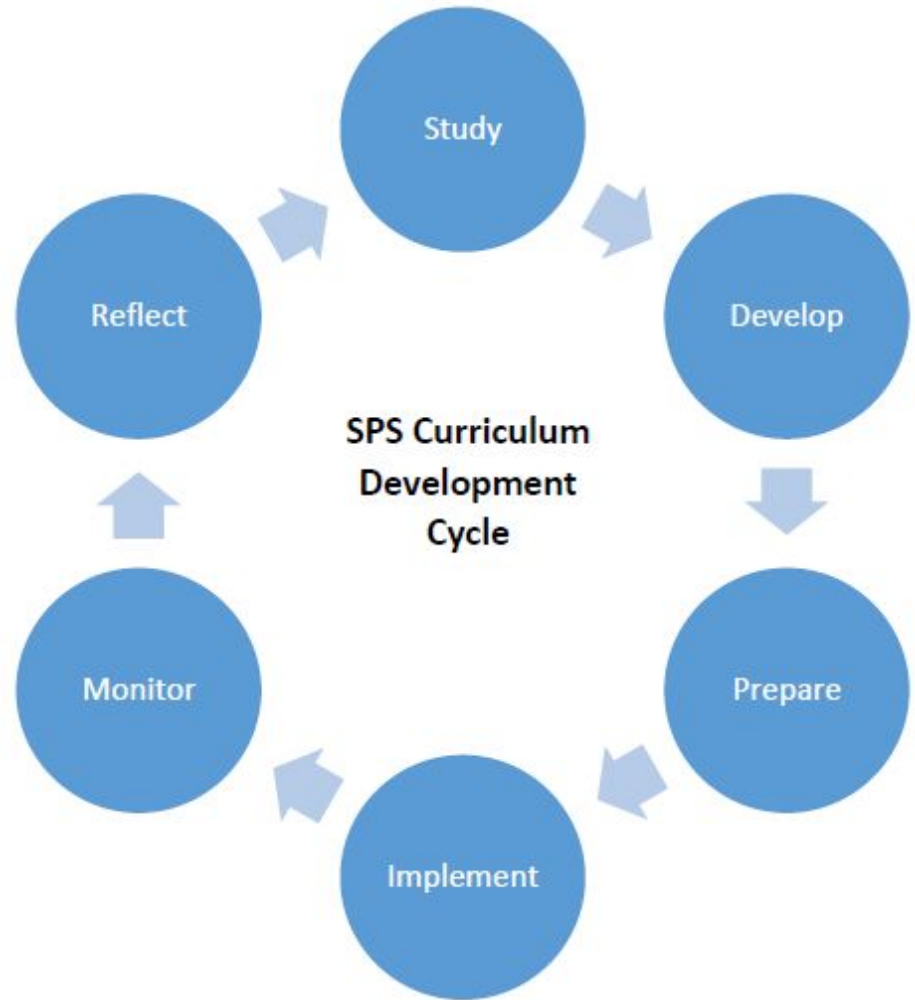 Study
Develop
Prepare
Implement
Monitor
Reflect
SPS Curriculum
Development
Cycle